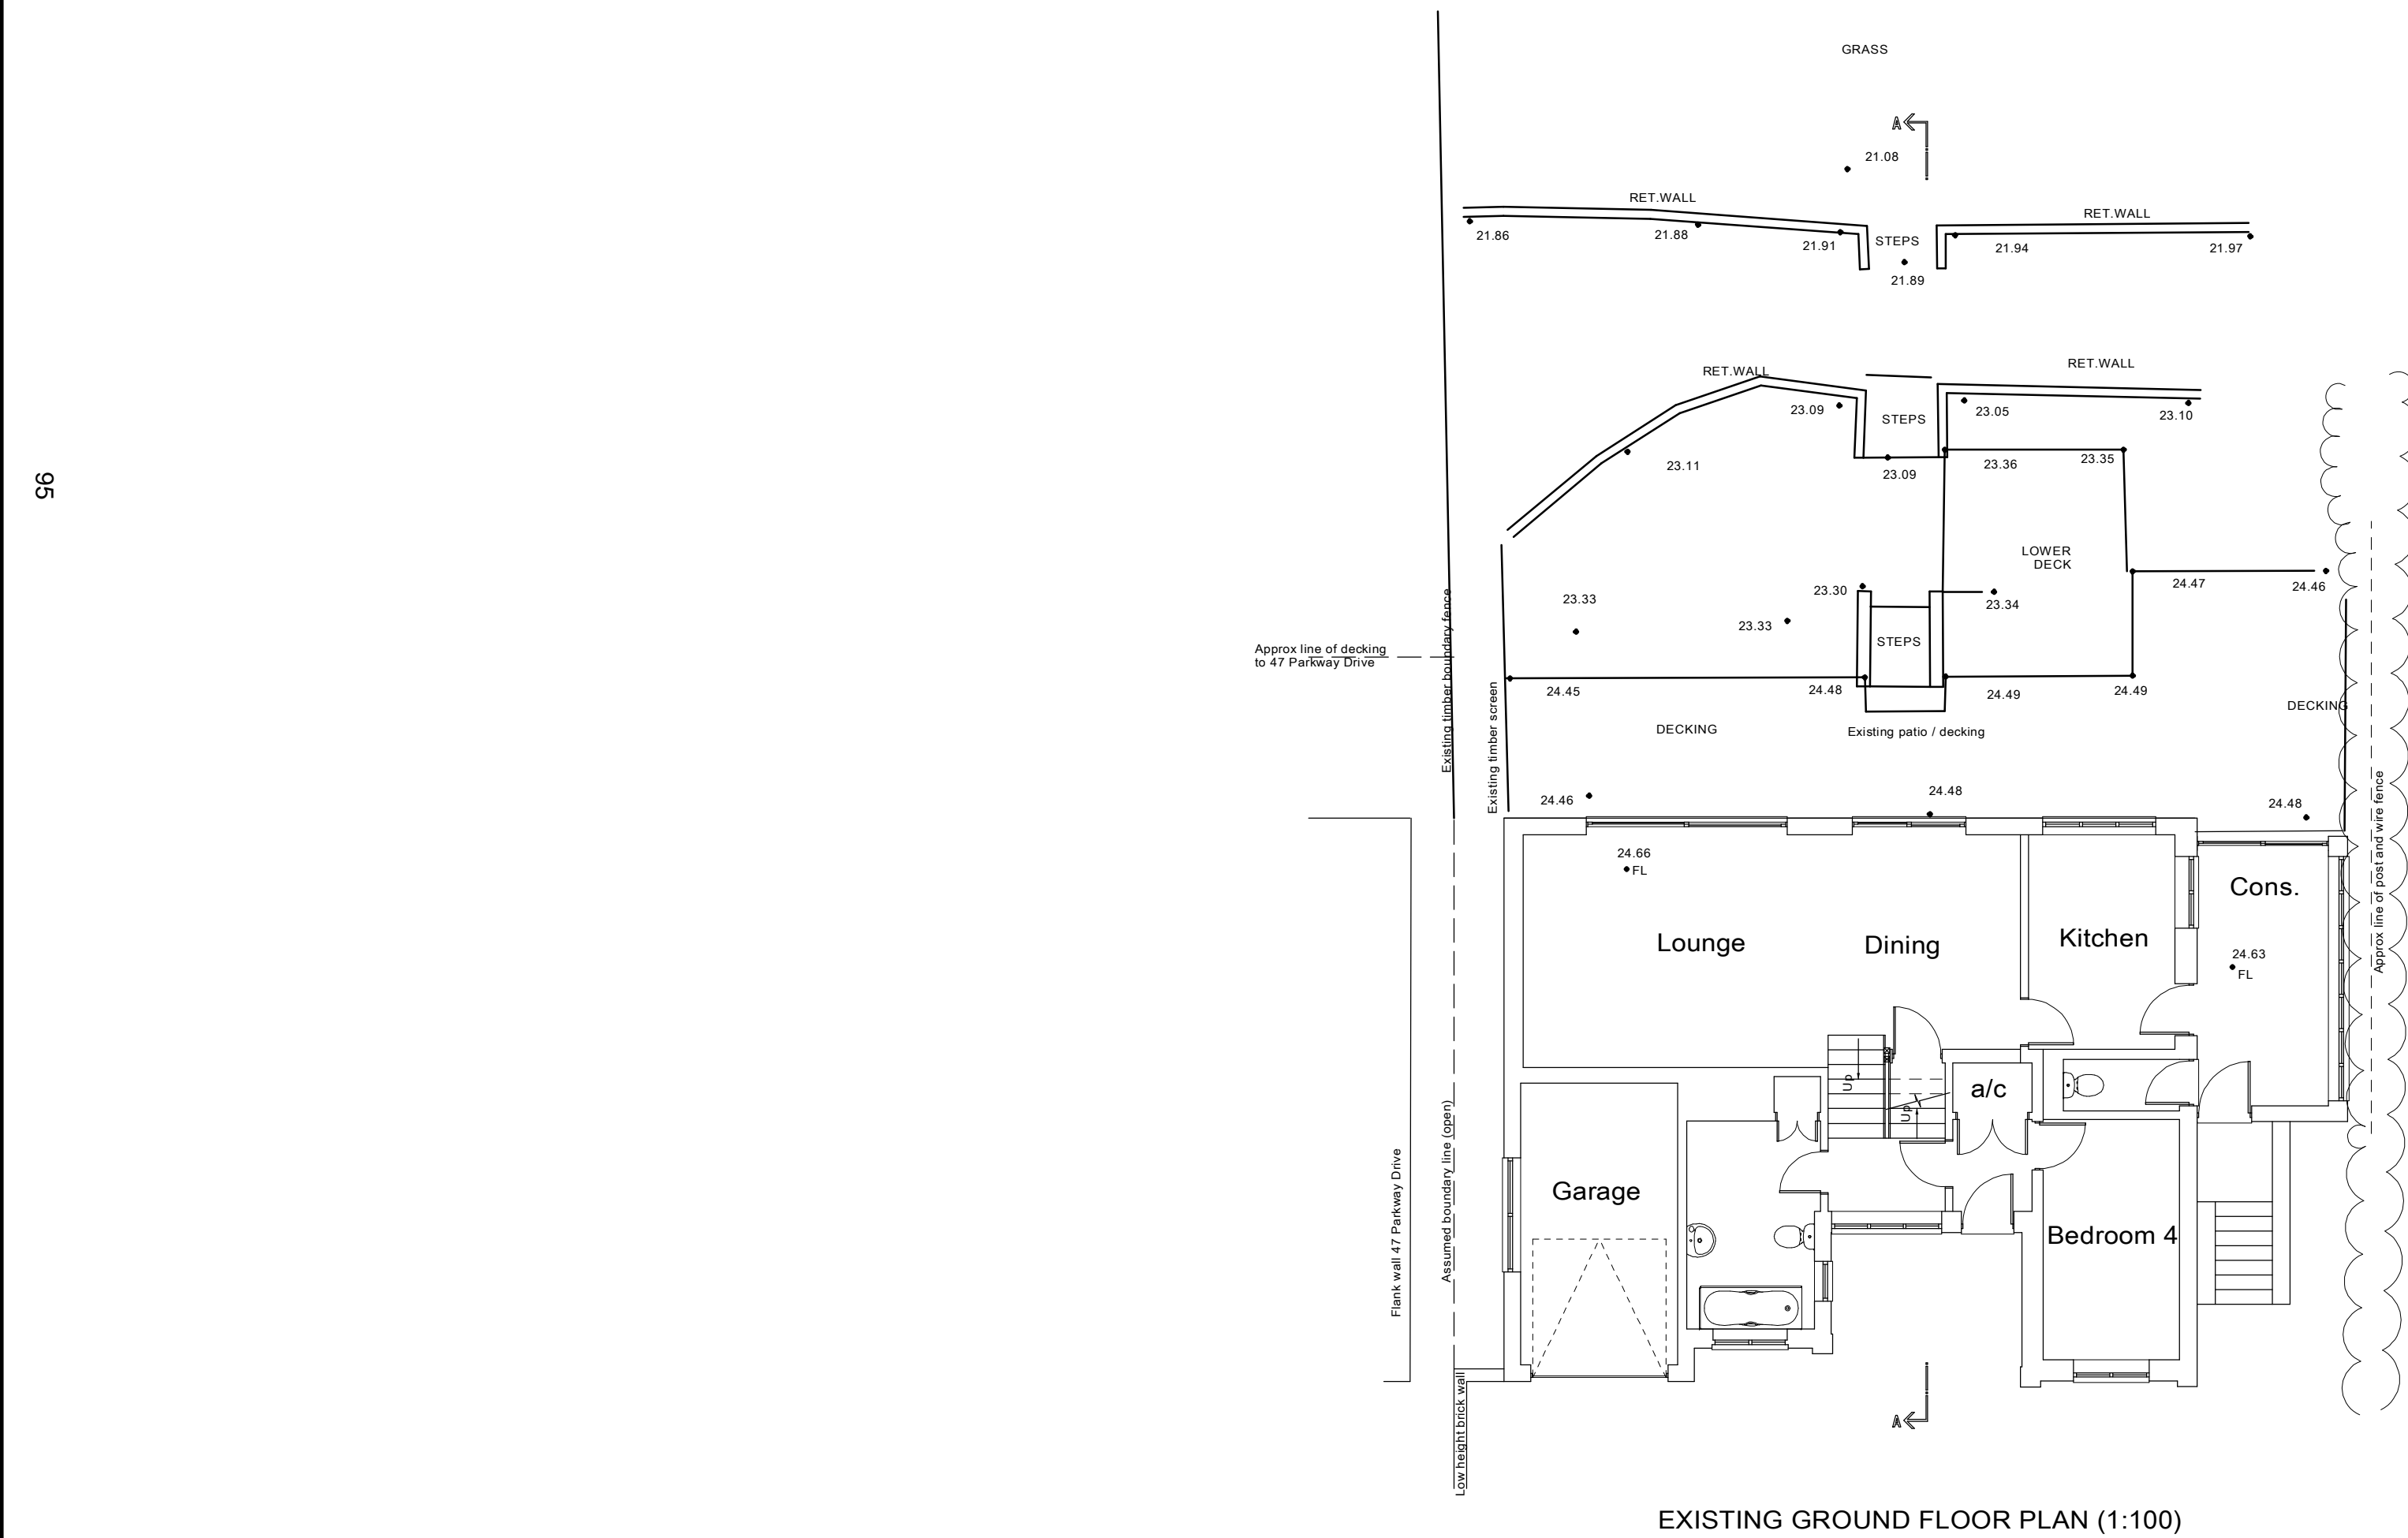 GRASS
A
21.08
RET.WALL
RET.WALL
21.86
21.88
21.91
STEPS
21.94
21.97
21.89
RET.WALL
RET.WALL
23.09
STEPS
23.05
23.10
23.11
23.09
23.36
23.35
95
LOWER
DECK
24.47
24.46
23.33
23.30
23.34
23.33
STEPS
Approx line of decking
to 47 Parkway Drive
Existing timber boundary fence
Existing timber screen
24.45
24.48
24.49
24.49
DECKING
DECKING
Existing patio / decking
24.46
24.48
24.48
Approx line of post and wire fence
24.66
FL
Cons.
Lounge
Dining
Kitchen
24.63
FL
Up
Up
a/c
Flank wall 47 Parkway Drive
Assumed boundary line (open)
Garage
Bedroom 4
A
Low height brick wall
EXISTING GROUND FLOOR PLAN (1:100)